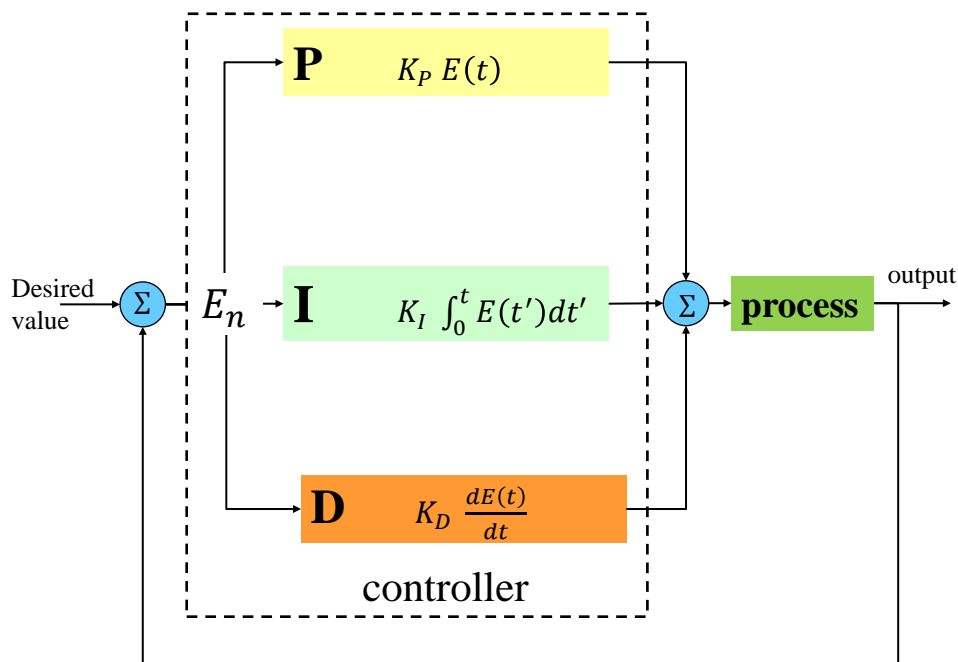 P K_P E(t)
Desired
value
Σ
E_n
I K_I ∫_0^t E(t′)dt′
Σ
process
output
D K_D dE(t)/dt
controller